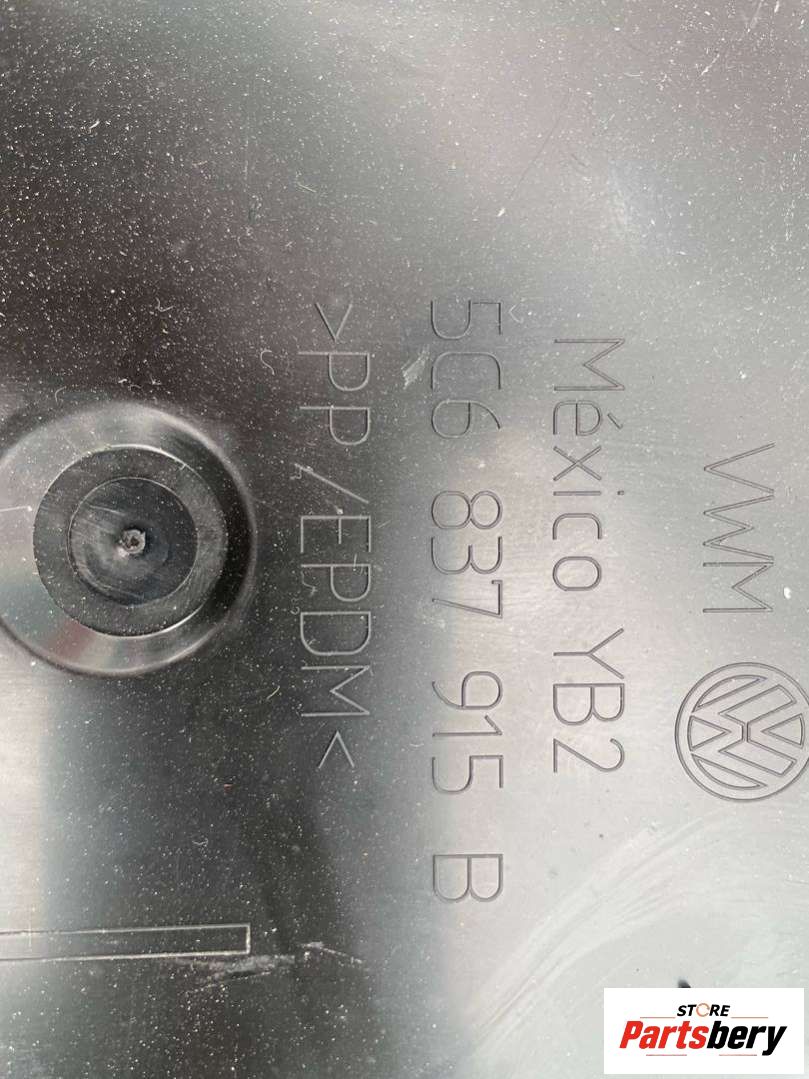 VWM
México YB2
5C6 837 915 B
>PP/EPDM<
STORE
Partsbery